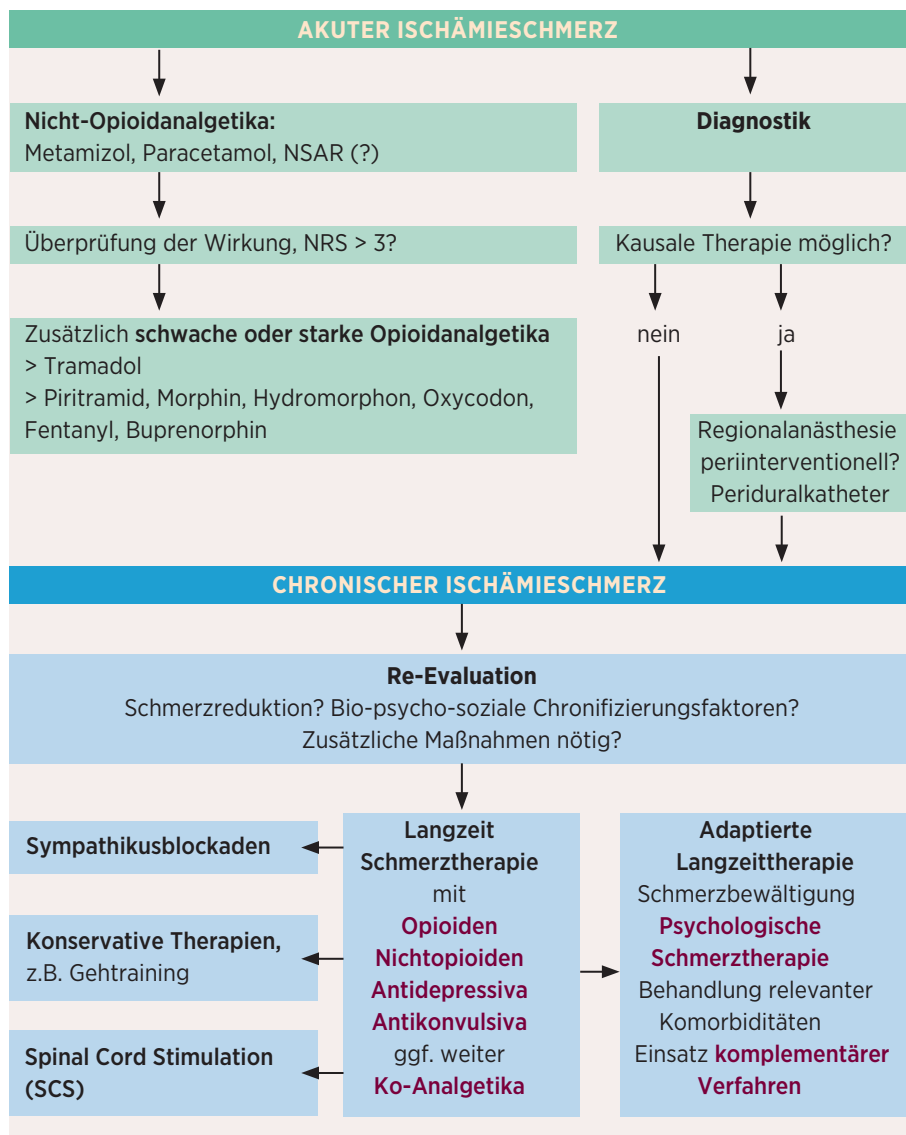 AKUTER ISCHÄMIESCHMERZ
Nicht-Opioidanalgetika:
Metamizol, Paracetamol, NSAR (?)
Überprüfung der Wirkung, NRS > 3?
Zusätzlich schwache oder starke Opioidanalgetika
> Tramadol
> Piritramid, Morphin, Hydromorphon, Oxycodon,
Fentanyl, Buprenorphin
Diagnostik
Kausale Therapie möglich?
nein
ja
Regionalanästhesie
periinterventionell?
Periduralkatheter
CHRONISCHER ISCHÄMIESCHMERZ
Re-Evaluation
Schmerzreduktion? Bio-psycho-soziale Chronifizierungsfaktoren?
Zusätzliche Maßnahmen nötig?
Sympathikusblockaden
Konservative Therapien,
z.B. Gehtraining
Spinal Cord Stimulation
(SCS)
Langzeit
Schmerztherapie
mit
Opioiden
Nichtopioiden
Antidepressiva
Antikonvulsiva
ggf. weiter
Ko-Analgetika
Adaptierte
Langzeittherapie
Schmerzbewältigung
Psychologische
Schmerztherapie
Behandlung relevanter
Komorbiditäten
Einsatz komplementärer
Verfahren